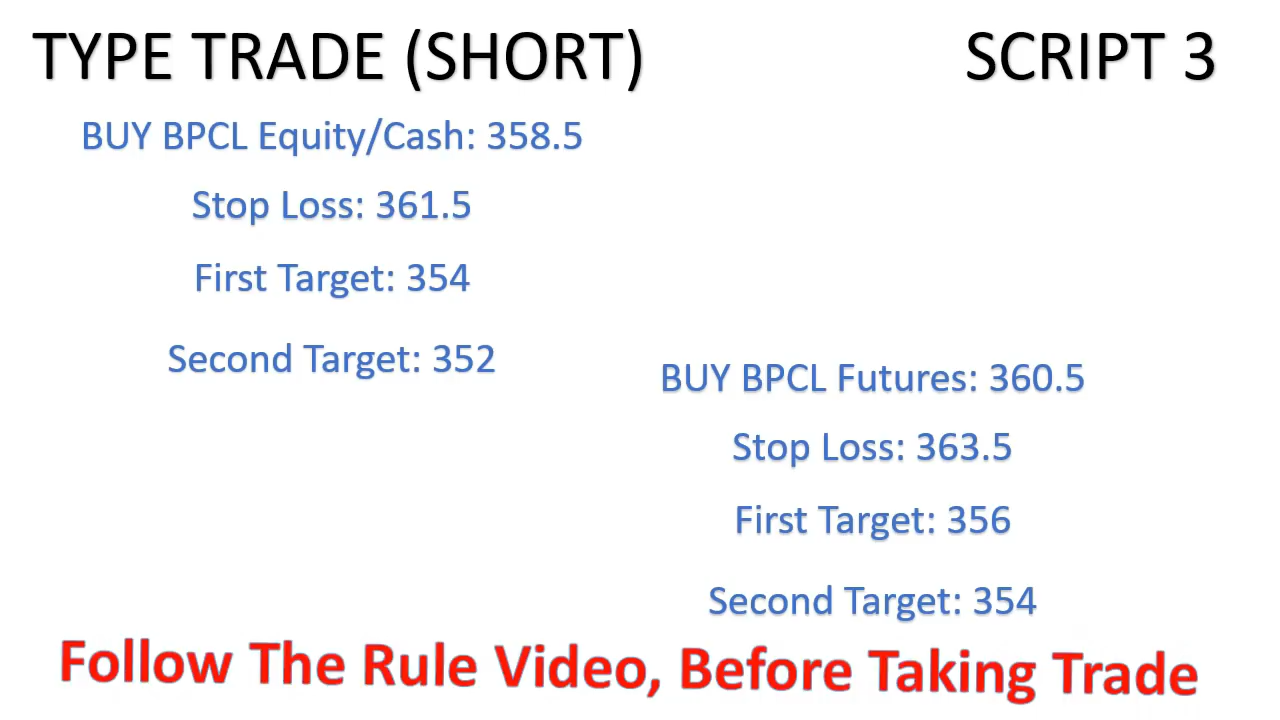 TYPE TRADE (SHORT)
SCRIPT 3
BUY BPCL Equity/Cash: 358.5
Stop Loss: 361.5
First Target: 354
Second Target: 352
BUY BPCL Futures: 360.5
Stop Loss: 363.5
First Target: 356
Second Target: 354
Follow The Rule Video, Before Taking Trade